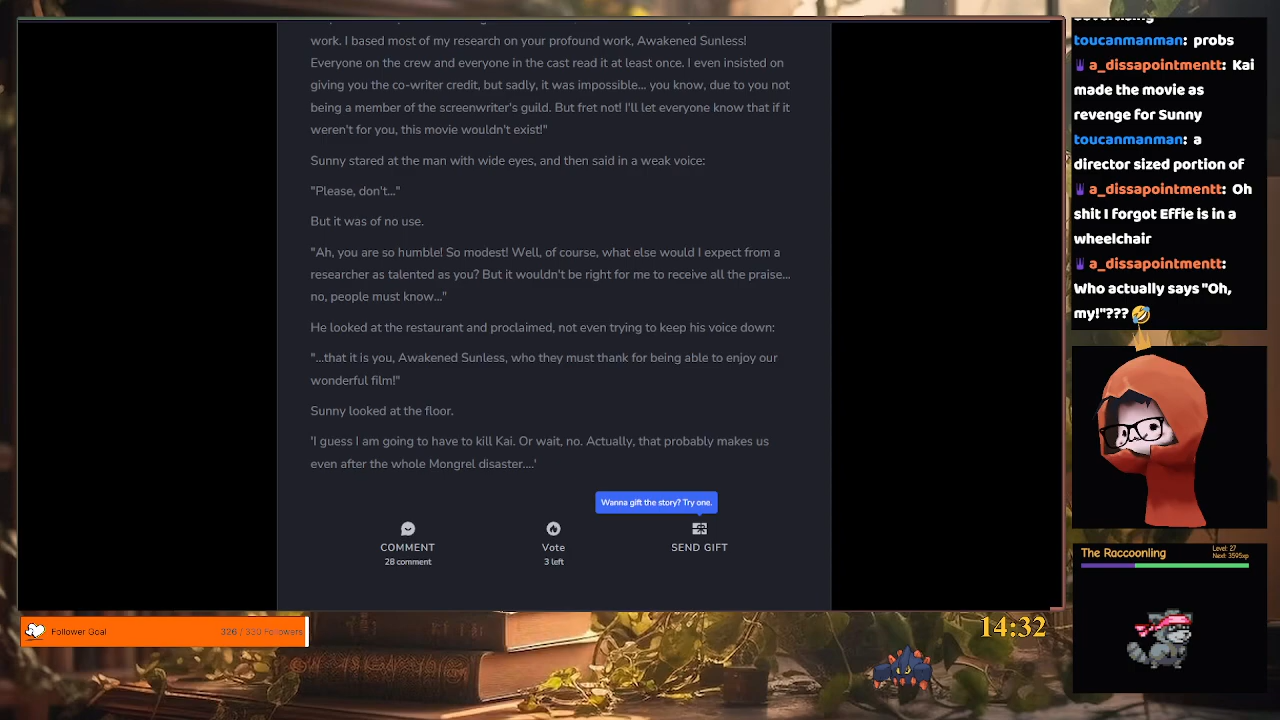 work. I based most of my research on your profound work, Awakened Sunless!
Everyone on the crew and everyone in the cast read it at least once. I even insisted on
giving you the co-writer credit, but sadly, it was impossible... you know, due to you not
being a member of the screenwriter's guild. But fret not! I'll let everyone know that if it
weren't for you, this movie wouldn't exist!"
Sunny stared at the man with wide eyes, and then said in a weak voice:
"Please, don't..."
But it was of no use.
"Ah, you are so humble! So modest! Well, of course, what else would I expect from a
researcher as talented as you? But it wouldn't be right for me to receive all the praise...
no, people must know..."
He looked at the restaurant and proclaimed, not even trying to keep his voice down:
"...that it is you, Awakened Sunless, who they must thank for being able to enjoy our
wonderful film!"
Sunny looked at the floor.
'I guess I am going to have to kill Kai. Or wait, no. Actually, that probably makes us
even after the whole Mongrel disaster....'
Wanna gift the story? Try one.
COMMENT
28 comment
Vote
3 left
SEND GIFT
advertising
toucanmanman: probs
a_dissapointmentt: Kai
made the movie as
revenge for Sunny
toucanmanman: a
director sized portion of
a_dissapointmentt: Oh
shit I forgot Effie is in a
wheelchair
a_dissapointmentt:
Who actually says "Oh,
my!"??? 🤣
The Raccoonling
Level: 27
Next: 3595xp
Follower Goal
326 / 330 Followers
14:32